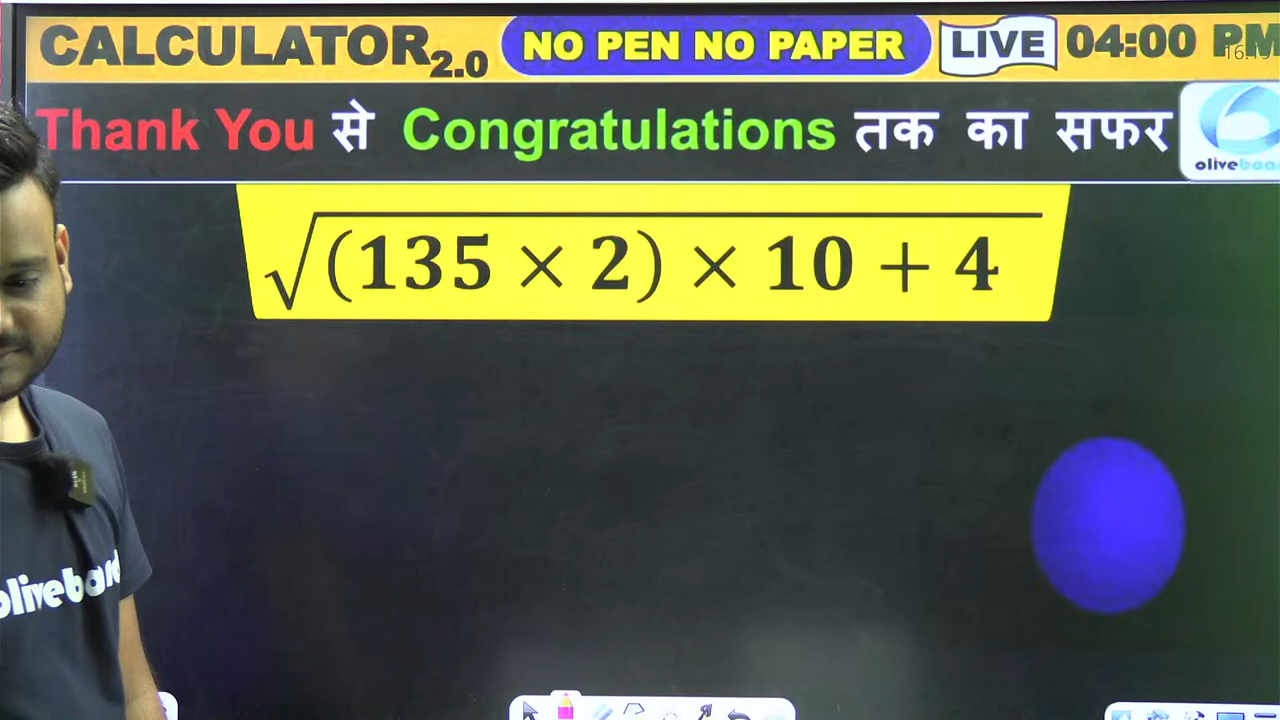 CALCULATOR2.0 NO PEN NO PAPER LIVE 04:00 PM
Thank You से Congratulations तक का सफर
oliveboar
√(135 × 2) × 10 + 4
oliveboard